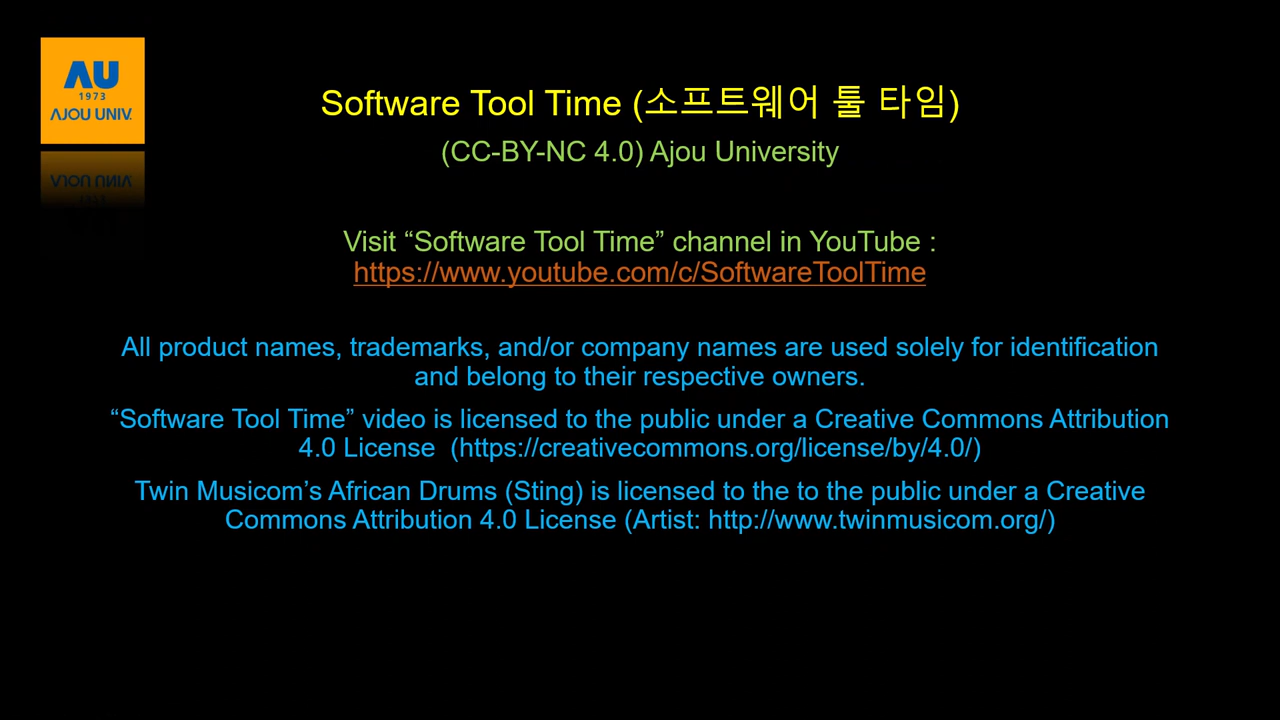 AU
1973
AJOU UNIV.
Software Tool Time (소프트웨어 툴 타임)
(CC-BY-NC 4.0) Ajou University
Visit “Software Tool Time” channel in YouTube :
https://www.youtube.com/c/SoftwareToolTime
All product names, trademarks, and/or company names are used solely for identification
and belong to their respective owners.
“Software Tool Time” video is licensed to the public under a Creative Commons Attribution
4.0 License  (https://creativecommons.org/license/by/4.0/)
Twin Musicom’s African Drums (Sting) is licensed to the to the public under a Creative
Commons Attribution 4.0 License (Artist: http://www.twinmusicom.org/)